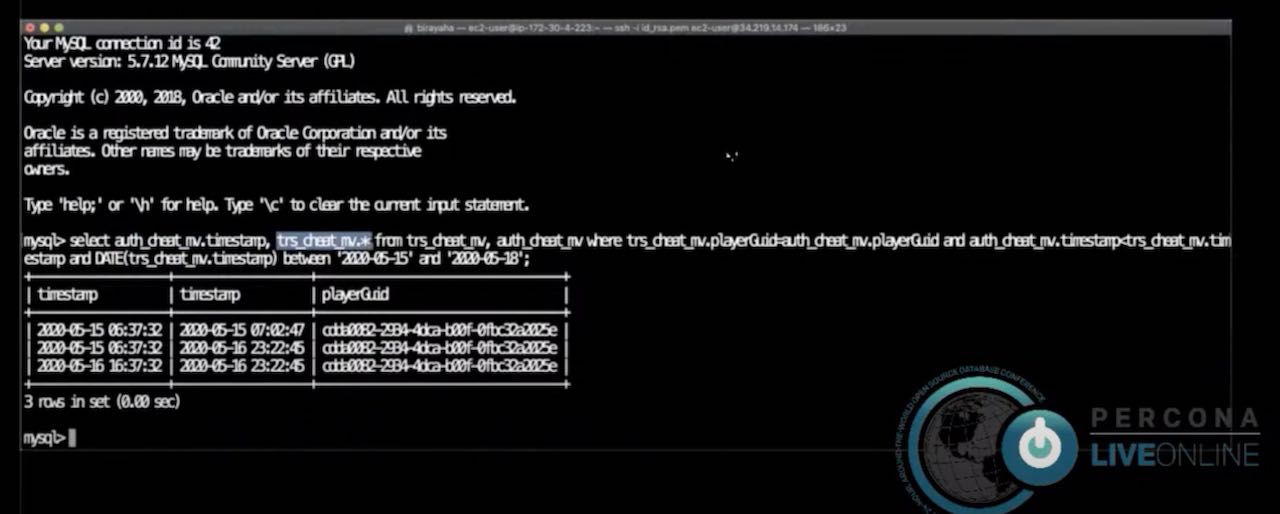 birayaha — ec2-user@ip-172-30-4-223:~ — ssh -i id_rsa.pem ec2-user@34.219.14.174 — 186×23
Your MySQL connection id is 42
Server version: 5.7.12 MySQL Community Server (GPL)
Copyright (c) 2000, 2018, Oracle and/or its affiliates. All rights reserved.
Oracle is a registered trademark of Oracle Corporation and/or its
affiliates. Other names may be trademarks of their respective
owners.
Type 'help;' or '\h' for help. Type '\c' to clear the current input statement.
mysql> select auth_cheat_mv.timestamp, trs_cheat_mv.* from trs_cheat_mv, auth_cheat_mv where trs_cheat_mv.playerGuid=auth_cheat_mv.playerGuid and auth_cheat_mv.timestamp<trs_cheat_mv.tim
estamp and DATE(trs_cheat_mv.timestamp) between '2020-05-15' and '2020-05-18';
| timestamp | timestamp | playerGuid |
| 2020-05-15 06:37:32 | 2020-05-15 07:02:47 | cdda0082-2934-4dca-b00f-0fbc32a2025e |
| 2020-05-15 06:37:32 | 2020-05-16 23:22:45 | cdda0082-2934-4dca-b00f-0fbc32a2025e |
| 2020-05-16 16:37:32 | 2020-05-16 23:22:45 | cdda0082-2934-4dca-b00f-0fbc32a2025e |
3 rows in set (0.00 sec)
mysql>
PERCONA
LIVEONLINE
AROUND-THE-WORLD OPEN SOURCE DATABASE CONFERENCE